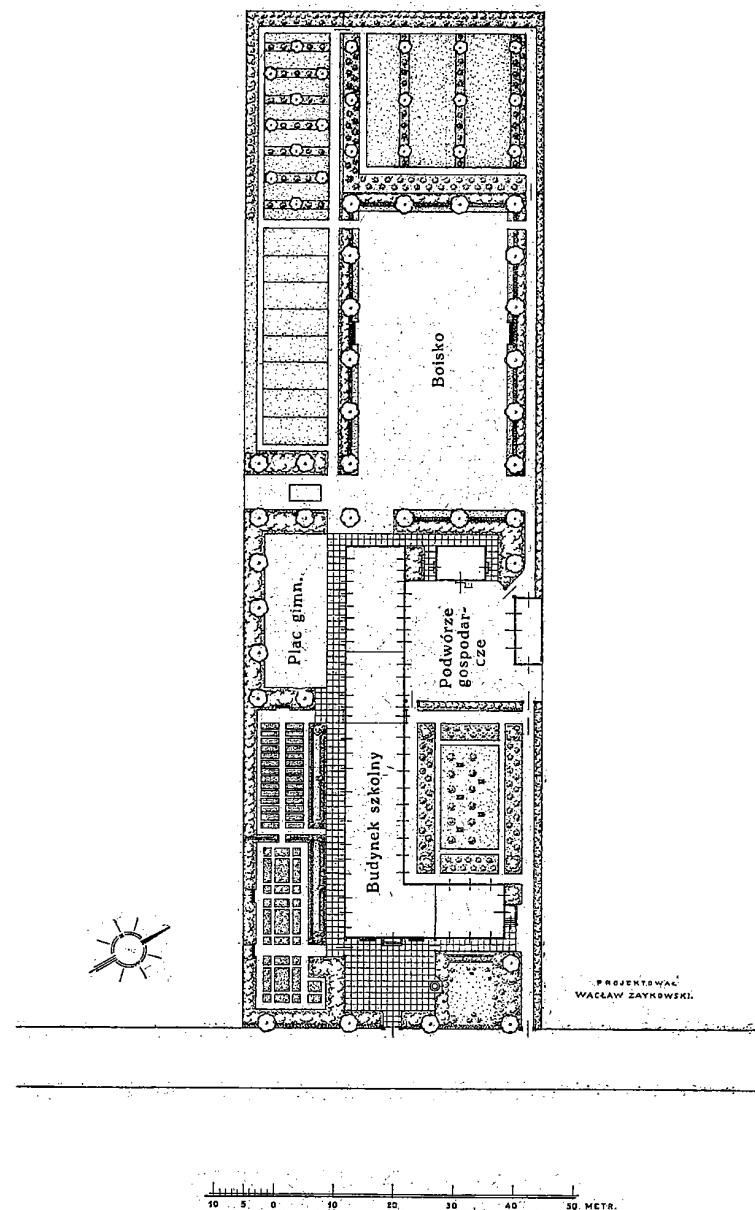 Boisko
Plac gimn.
Podwórze
gospodar-
cze
Budynek szkolny
PROJEKTOWAŁ
WACŁAW ZAYKOWSKI.
10 5 0 10 20 30 40 50 METR.